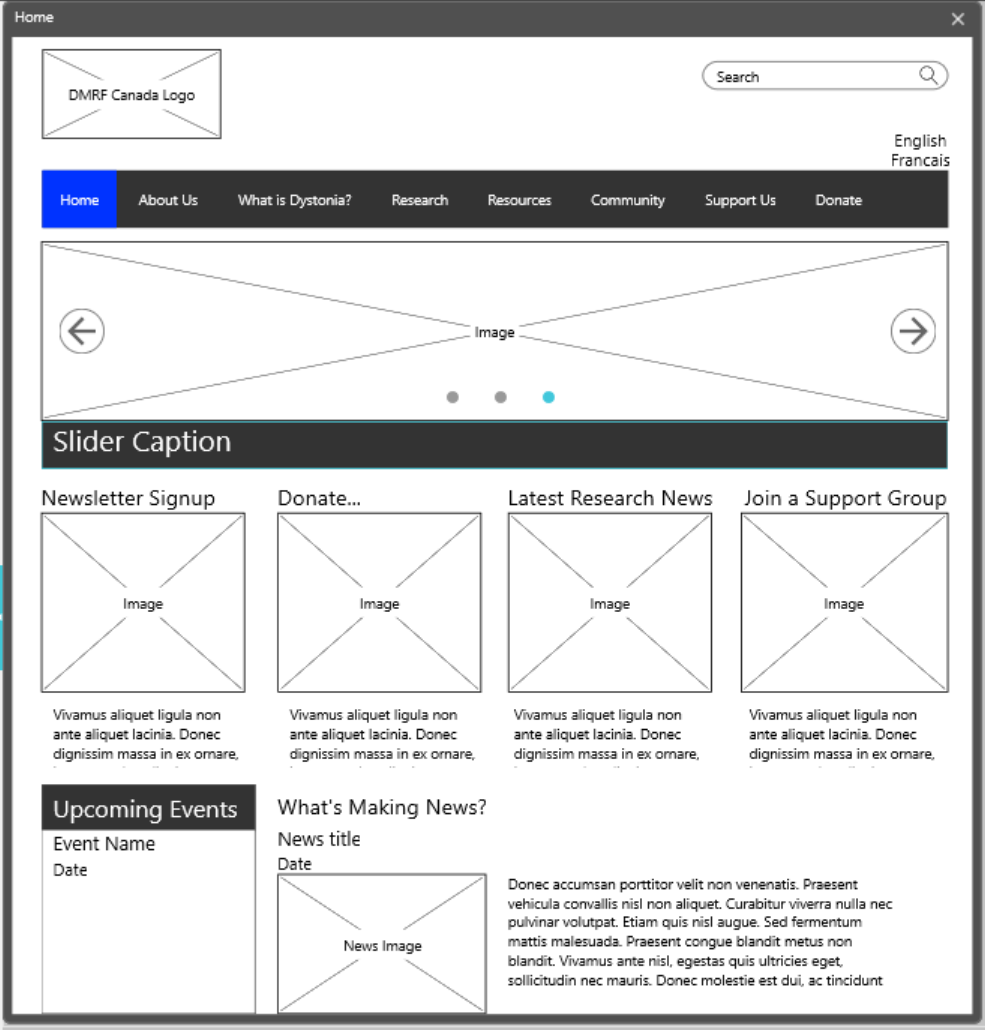 Home
DMRF Canada Logo
Search
English
Francais
Home About Us What is Dystonia? Research Resources Community Support Us Donate
Image
Slider Caption
Newsletter Signup
Image
Vivamus aliquet ligula non
ante aliquet lacinia. Donec
dignissim massa in ex ornare,
Donate...
Image
Vivamus aliquet ligula non
ante aliquet lacinia. Donec
dignissim massa in ex ornare,
Latest Research News
Image
Vivamus aliquet ligula non
ante aliquet lacinia. Donec
dignissim massa in ex ornare,
Join a Support Group
Image
Vivamus aliquet ligula non
ante aliquet lacinia. Donec
dignissim massa in ex ornare,
Upcoming Events
Event Name
Date
What's Making News?
News title
Date
News Image
Donec accumsan porttitor velit non venenatis. Praesent
vehicula convallis nisl non aliquet. Curabitur viverra nulla nec
pulvinar volutpat. Etiam quis nisl augue. Sed fermentum
mattis malesuada. Praesent congue blandit metus non
blandit. Vivamus ante nisl, egestas quis ultricies eget,
sollicitudin nec mauris. Donec molestie est dui, ac tincidunt